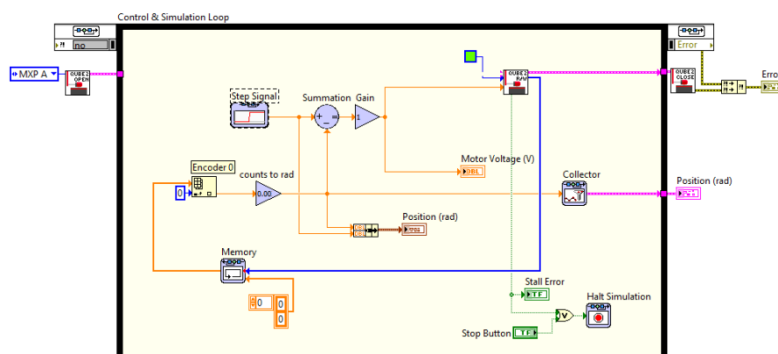 Control & Simulation Loop
no
Error
MXP A
QUBE2
OPEN
QUBE2
R/W
QUBE2
CLOSE
Error
Step Signal
Summation
Gain
1
Motor Voltage (V)
DBL
Encoder 0
0
counts to rad
0.00
Collector
Position (rad)
Position (rad)
Memory
0
0
0
0
Stall Error
TF
Halt Simulation
Stop Button
TF